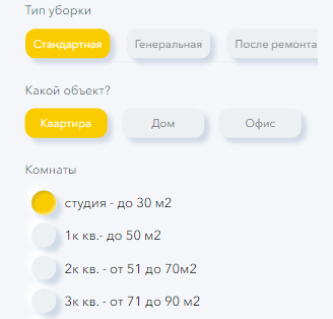 Тип уборки
Стандартная Генеральная После ремонта
Какой объект?
Квартира Дом Офис
Комнаты
студия - до 30 м2
1к кв.- до 50 м2
2к кв. - от 51 до 70м2
3к кв. - от 71 до 90 м2